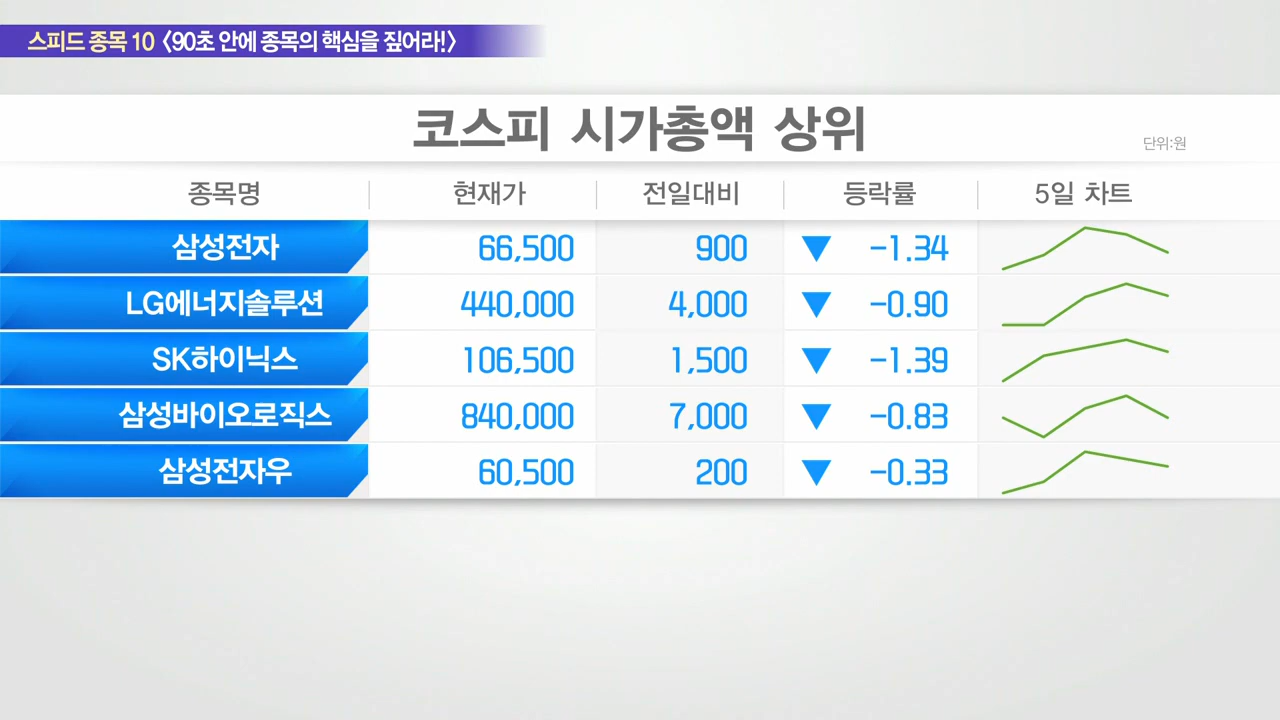 스피드 종목 10 <90초 안에 종목의 핵심을 짚어라!>
코스피 시가총액 상위
단위:원
종목명 현재가 전일대비 등락률 5일 차트
삼성전자 66,500 900 ▼ -1.34
LG에너지솔루션 440,000 4,000 ▼ -0.90
SK하이닉스 106,500 1,500 ▼ -1.39
삼성바이오로직스 840,000 7,000 ▼ -0.83
삼성전자우 60,500 200 ▼ -0.33